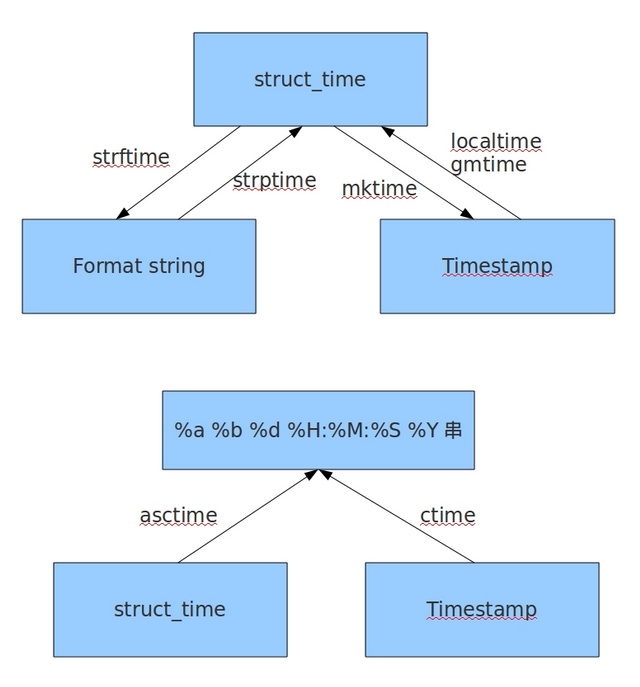 struct_time
strftime
strptime
mktime
localtime
gmtime
Format string
Timestamp
%a %b %d %H:%M:%S %Y 串
asctime
ctime
struct_time
Timestamp